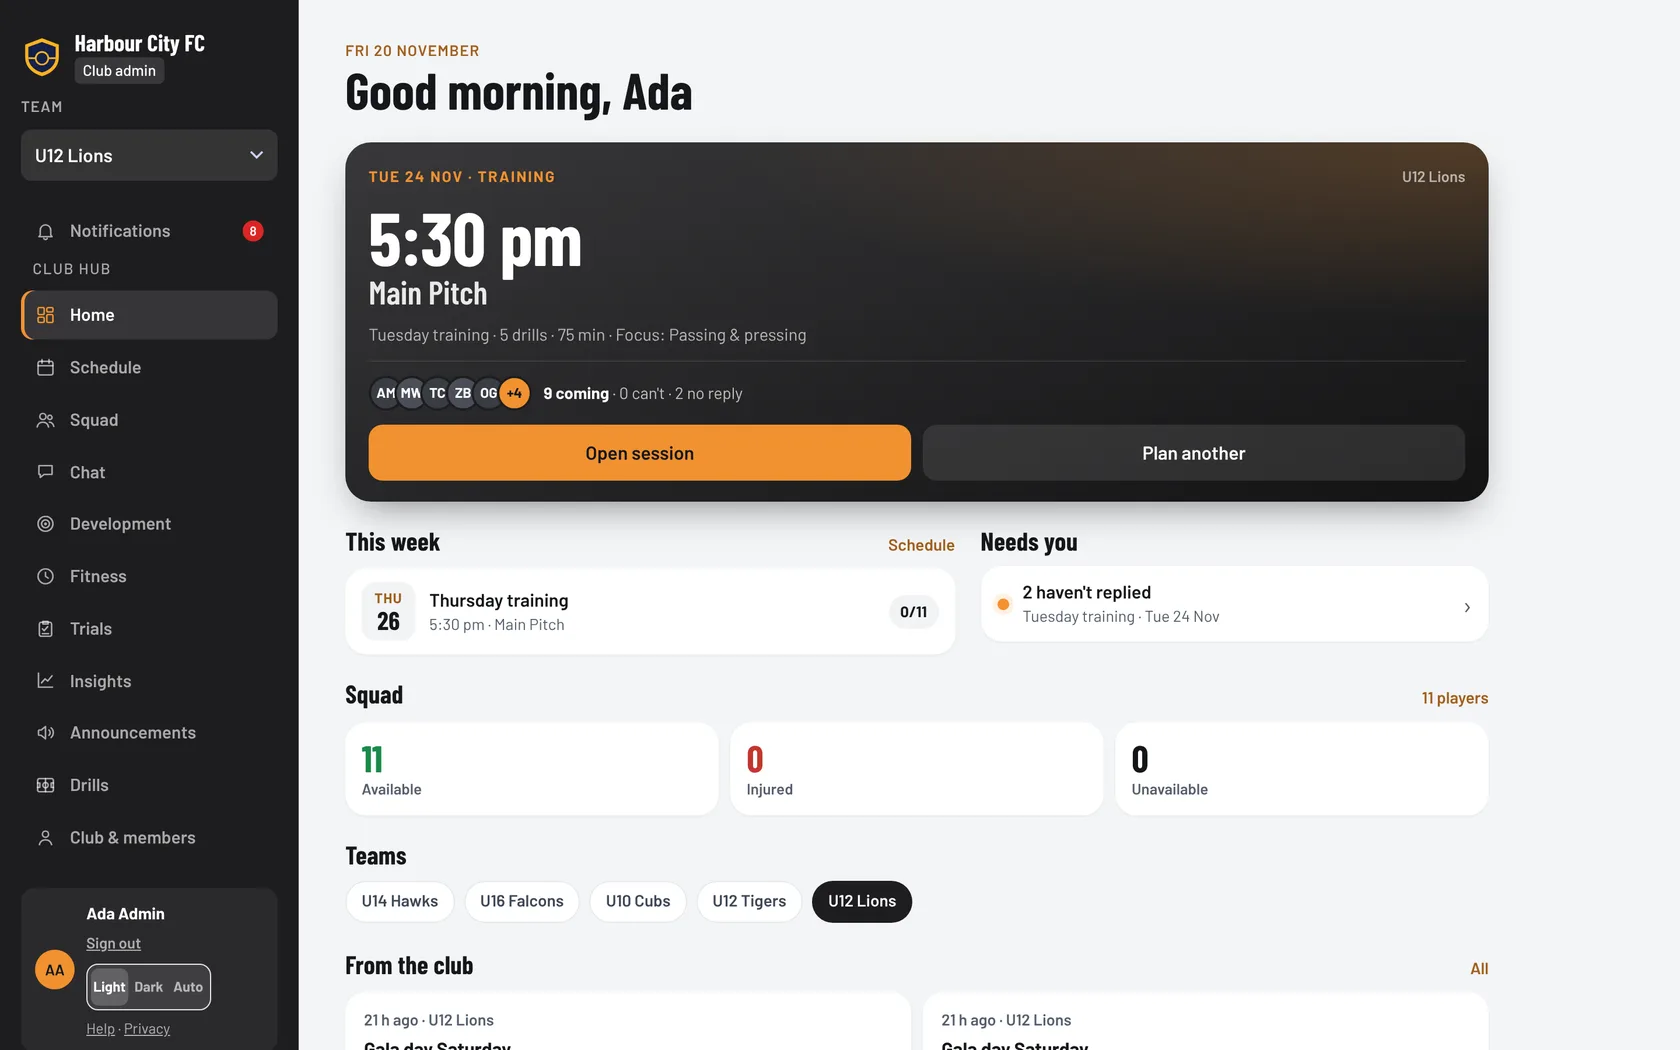 Harbour City FC
Club admin
TEAM
U12 Lions
Notifications
8
CLUB HUB
Home
Schedule
Squad
Chat
Development
Fitness
Trials
Insights
Announcements
Drills
Club & members
Ada Admin
Sign out
AA
Light Dark Auto
Help · Privacy
FRI 20 NOVEMBER
Good morning, Ada
TUE 24 NOV · TRAINING
U12 Lions
5:30 pm
Main Pitch
Tuesday training · 5 drills · 75 min · Focus: Passing & pressing
AM MW TC ZB OG +4 9 coming · 0 can't · 2 no reply
Open session
Plan another
This week
Schedule
THU
26
Thursday training
5:30 pm · Main Pitch
0/11
Needs you
2 haven't replied
Tuesday training · Tue 24 Nov
Squad
11 players
11
Available
0
Injured
0
Unavailable
Teams
U14 Hawks
U16 Falcons
U10 Cubs
U12 Tigers
U12 Lions
From the club
All
21 h ago · U12 Lions
Gala day Saturday
21 h ago · U12 Lions
Gala day Saturday